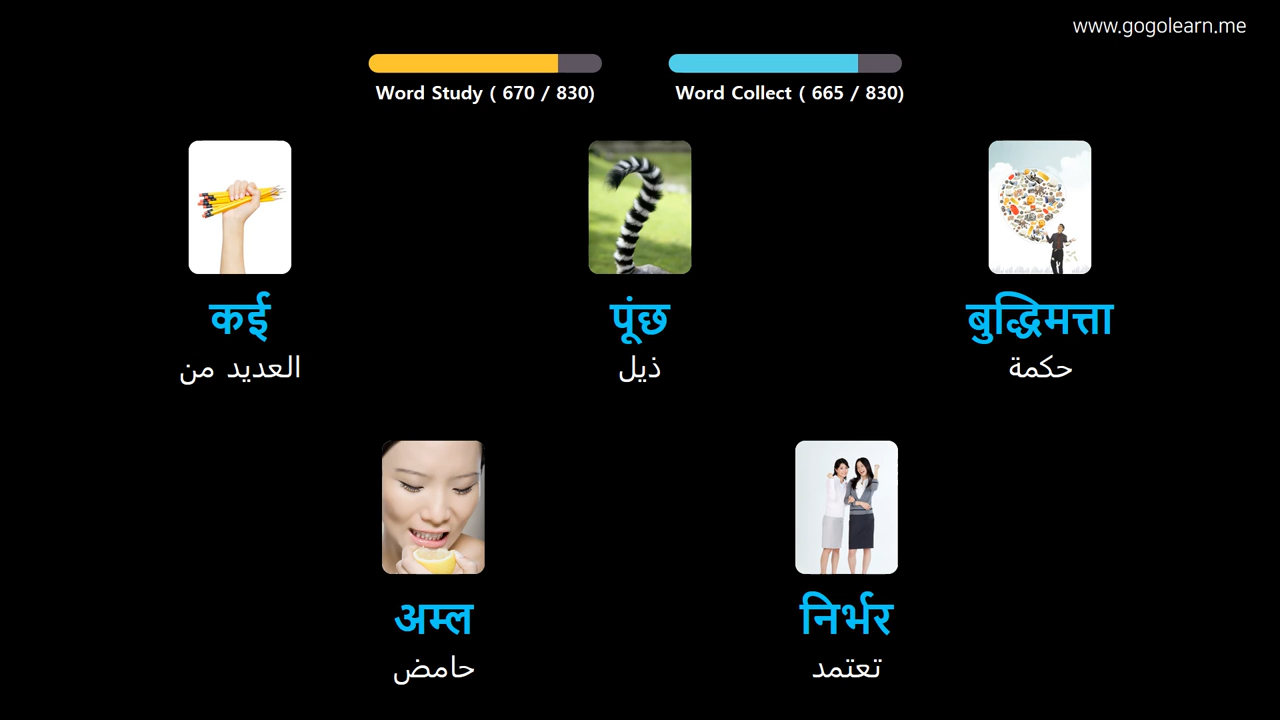 www.gogolearn.me
Word Study ( 670 / 830)
Word Collect ( 665 / 830)
कई
العديد من
पूंछ
ذيل
बुद्धिमत्ता
حكمة
अम्ल
حامض
निर्भर
تعتمد